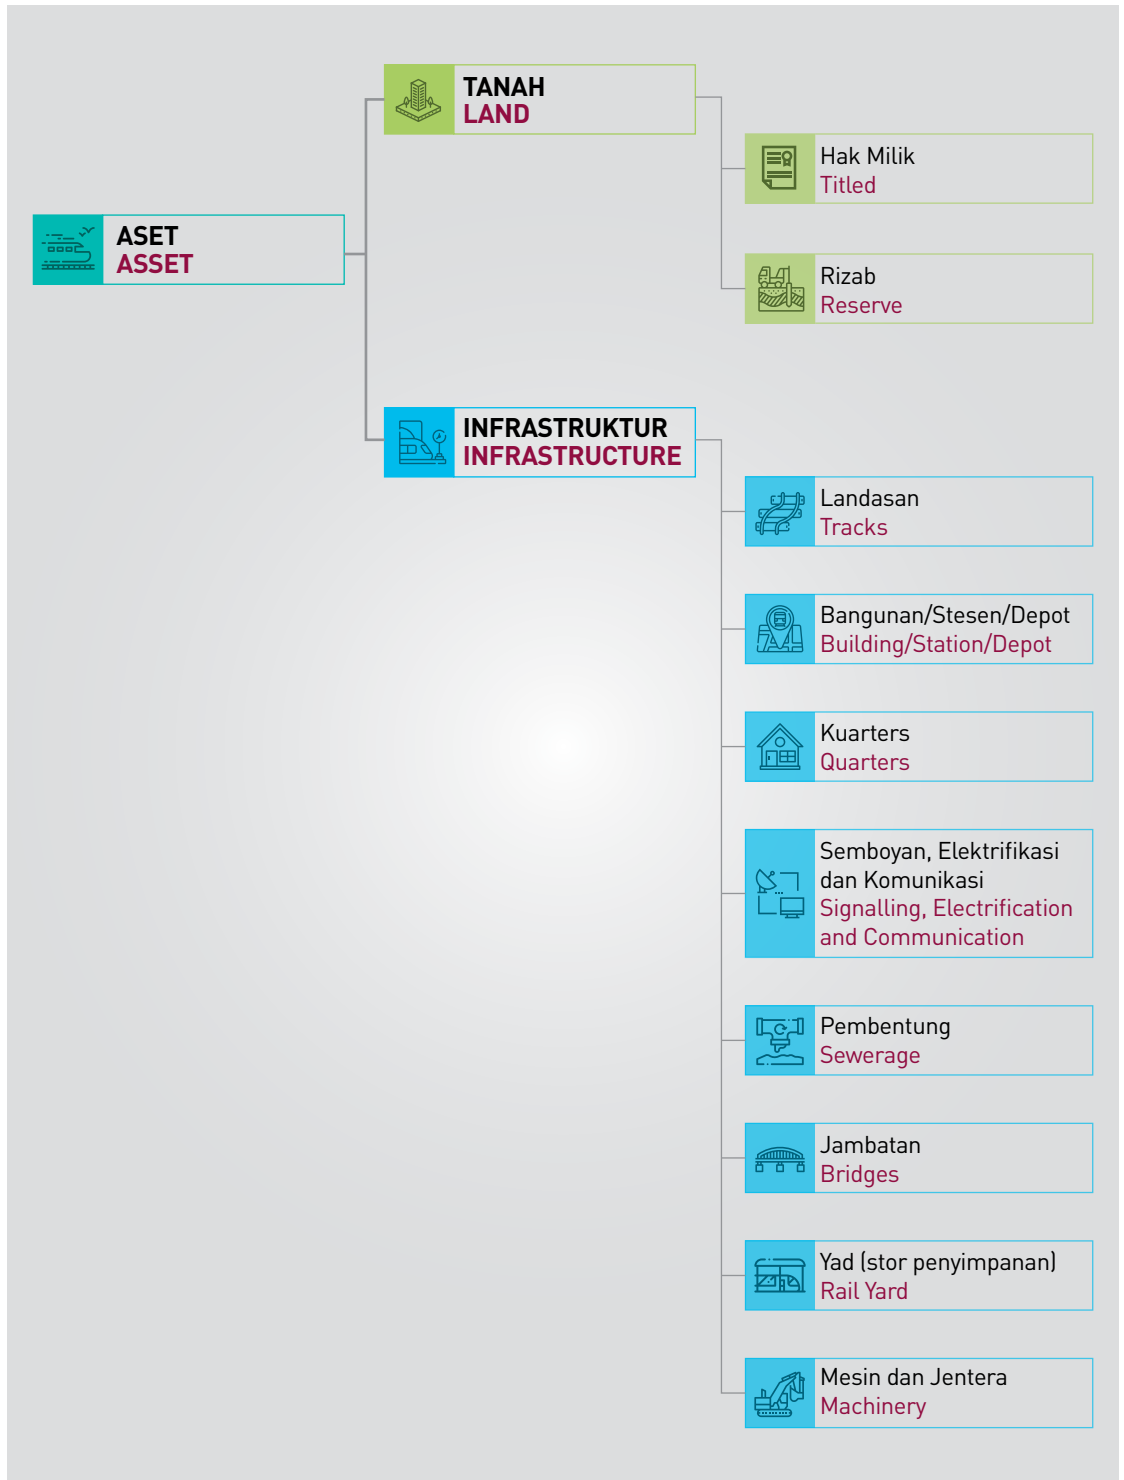 TANAH
LAND
Hak Milik
Titled
ASET
ASSET
Rizab
Reserve
INFRASTRUKTUR
INFRASTRUCTURE
Landasan
Tracks
Bangunan/Stesen/Depot
Building/Station/Depot
Kuarters
Quarters
Semboyan, Elektrifikasi
dan Komunikasi
Signalling, Electrification
and Communication
Pembentung
Sewerage
Jambatan
Bridges
Yad (stor penyimpanan)
Rail Yard
Mesin dan Jentera
Machinery